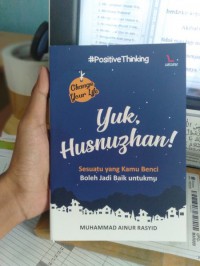 #PositiveThinking
Change
Your Life
Yuk,
Husnuzhan!
Sesuatu yang Kamu Benci
Boleh Jadi Baik untukmu
MUHAMMAD AINUR RASYID